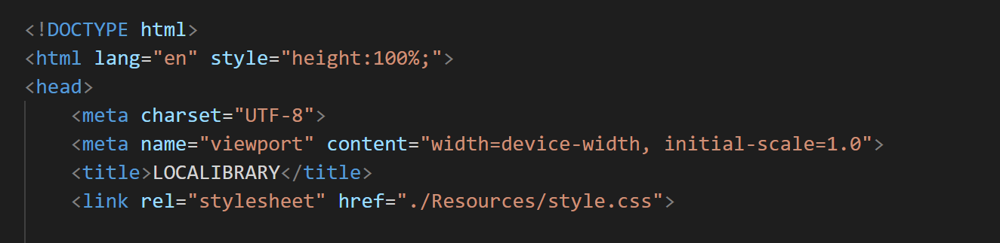 <!DOCTYPE html>
<html lang="en" style="height:100%;">
<head>
    <meta charset="UTF-8">
    <meta name="viewport" content="width=device-width, initial-scale=1.0">
    <title>LOCALIBRARY</title>
    <link rel="stylesheet" href="./Resources/style.css">